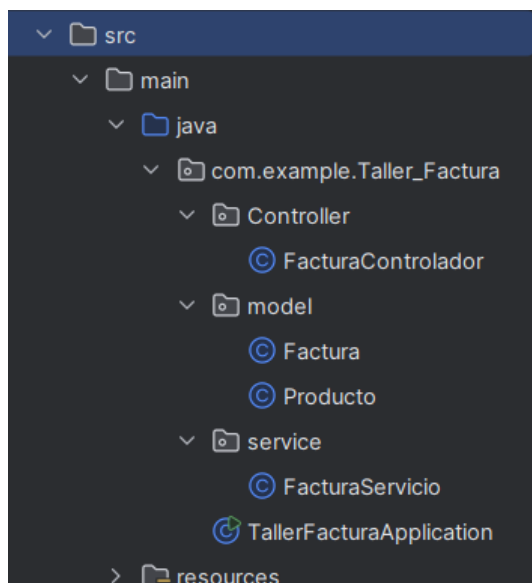 src
main
java
com.example.Taller_Factura
Controller
FacturaControlador
model
Factura
Producto
service
FacturaServicio
TallerFacturaApplication
resources